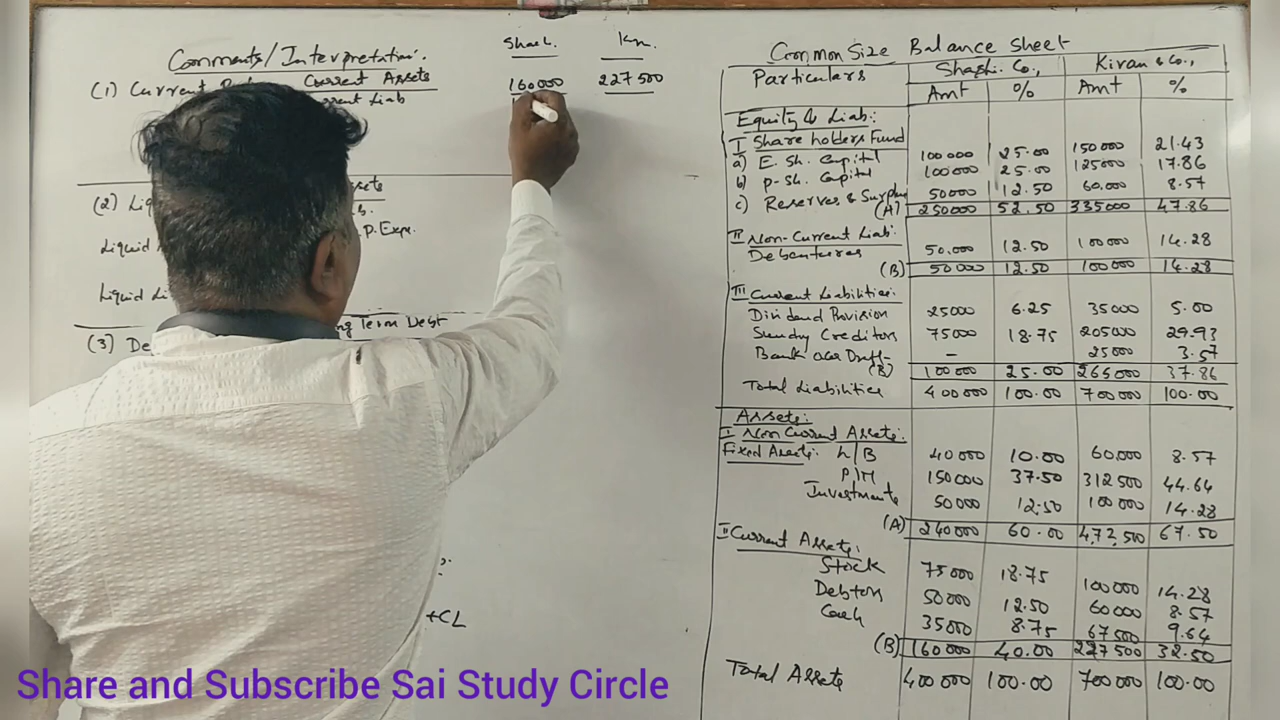 Comments/Interpretation:
Shash. Kn.
(1) Current Current Assets 160000 227500
Current Liab
(2)
p. Expe.
Liquid
Liquid
Long Term Debt
(3)
+CL
Common Size Balance Sheet
Particulars Shashi. Co., Kiran & Co.,
Amt % Amt %
Equity & Liab:
I Share holders Fund
a) E. Sh. Capital 100000 25.00 150000 21.43
b) P. Sh. Capital 100000 25.00 125000 17.86
c) Reserves & Surplus 50000 12.50 60,000 8.57
(A) 250000 52.50 335000 47.86
II Non-Current Liab:
Debentures 50,000 12.50 100000 14.28
(B) 50000 12.50 100000 14.28
III Current Liabilities:
Dividend Provision 25000 6.25 35000 5.00
Sundry Creditors 75000 18.75 205000 29.93
Bank over Draft - 25000 3.57
(B) 100000 25.00 265000 37.86
Total Liabilities 400000 100.00 700000 100.00
Assets:
I Non Current Assets:
Fixed Assets: L/B 40000 10.00 60,000 8.57
P/M 150000 37.50 312500 44.64
Investments 50000 12.50 100000 14.28
(A) 240000 60.00 4,72,500 67.50
II Current Assets:
Stock 75000 18.75 100000 14.28
Debtors 50000 12.50 60000 8.57
Cash 35000 8.75 67500 9.64
(B) 160000 40.00 227500 32.50
Total Assets 400000 100.00 700000 100.00
Share and Subscribe Sai Study Circle